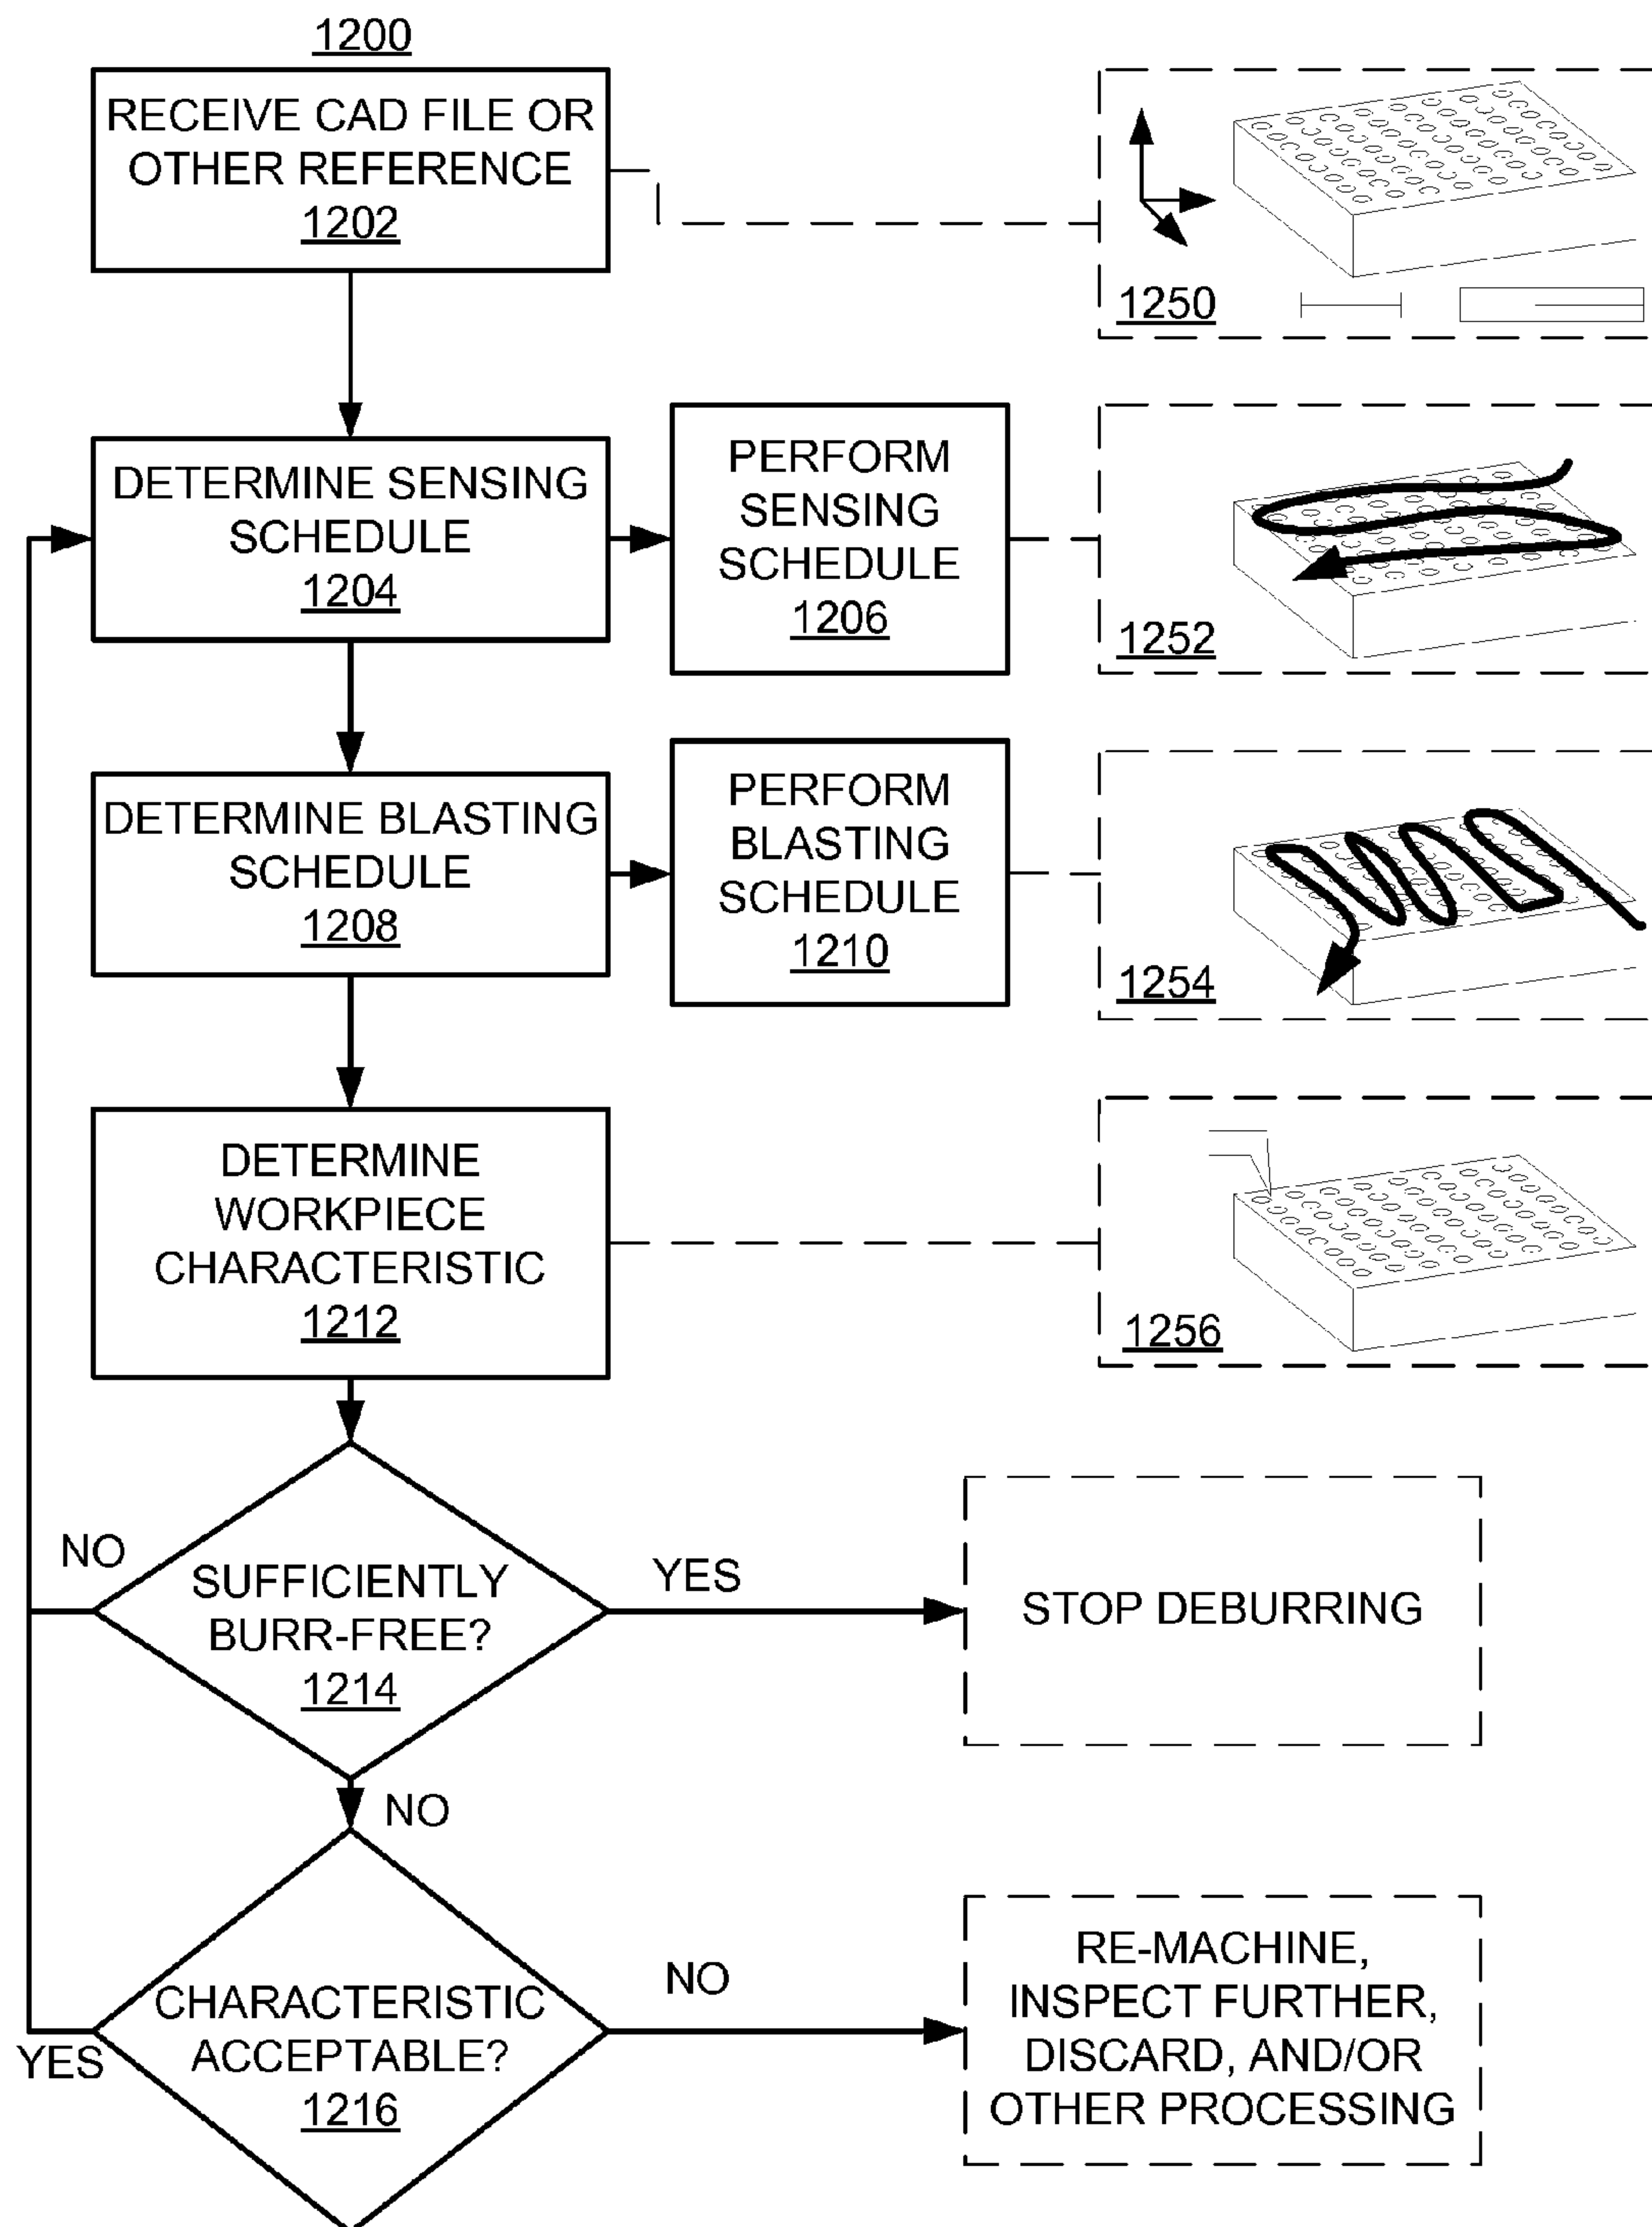 1200
RECEIVE CAD FILE OR
OTHER REFERENCE
1202
1250
DETERMINE SENSING
SCHEDULE
1204
PERFORM
SENSING
SCHEDULE
1206
1252
DETERMINE BLASTING
SCHEDULE
1208
PERFORM
BLASTING
SCHEDULE
1210
1254
DETERMINE
WORKPIECE
CHARACTERISTIC
1212
1256
NO
SUFFICIENTLY
BURR-FREE?
1214
YES
STOP DEBURRING
NO
CHARACTERISTIC
ACCEPTABLE?
1216
YES
NO
RE-MACHINE,
INSPECT FURTHER,
DISCARD, AND/OR
OTHER PROCESSING